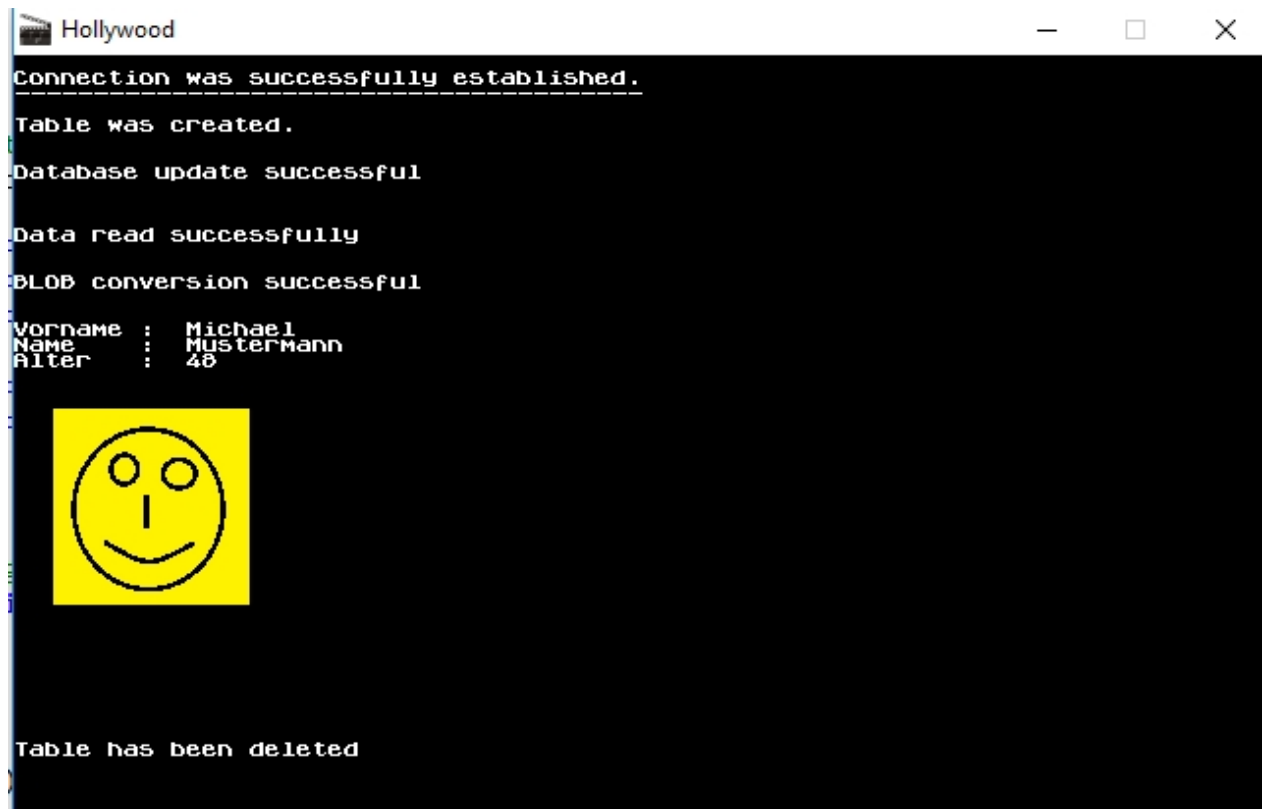 Hollywood
Connection was successfully established.
----------------------------------------
Table was created.
Database update successful
Data read successfully
BLOB conversion successful
Vorname : Michael
Name : Mustermann
Alter : 48
Table has been deleted